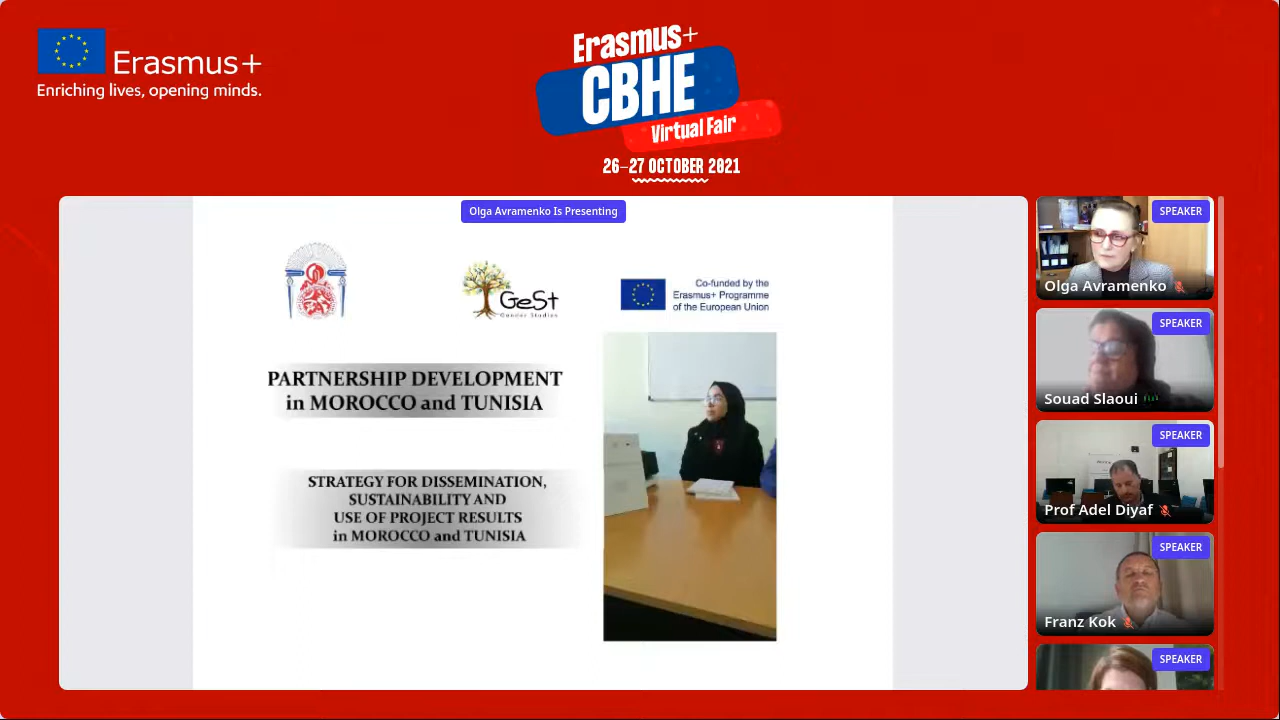 Erasmus+
Enriching lives, opening minds.
Erasmus+
CBHE
Virtual Fair
26–27 OCTOBER 2021
Olga Avramenko Is Presenting
GeSt
Gender Studies
Co-funded by the
Erasmus+ Programme
of the European Union
PARTNERSHIP DEVELOPMENT
in MOROCCO and TUNISIA
STRATEGY FOR DISSEMINATION,
SUSTAINABILITY AND
USE OF PROJECT RESULTS
in MOROCCO and TUNISIA
SPEAKER
Olga Avramenko
SPEAKER
Souad Slaoui
SPEAKER
Prof Adel Diyaf
SPEAKER
Franz Kok
SPEAKER